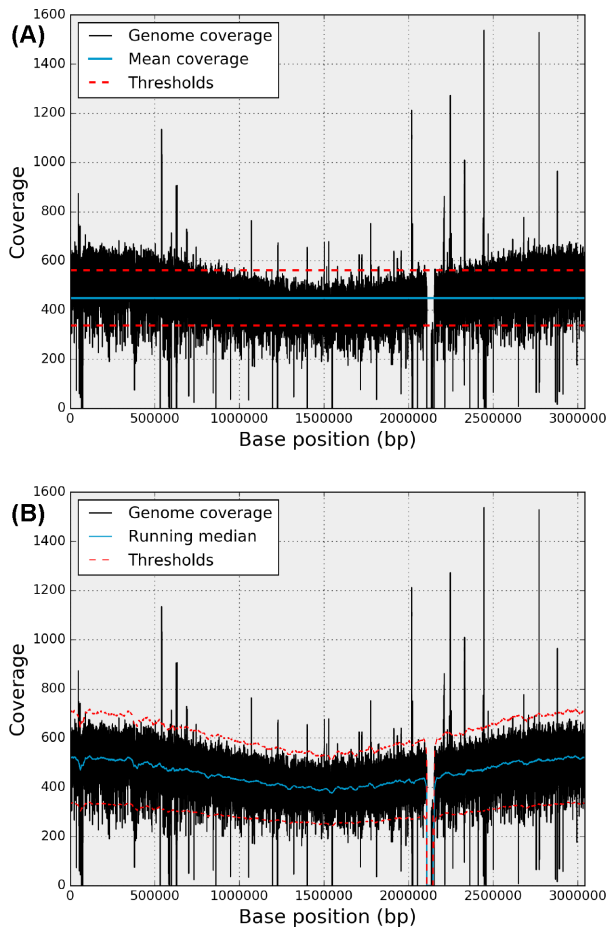 (A)
1600
1400
1200
1000
800
600
400
200
0
Coverage
Genome coverage
Mean coverage
Thresholds
0 500000 1000000 1500000 2000000 2500000 3000000
Base position (bp)
(B)
1600
1400
1200
1000
800
600
400
200
0
Coverage
Genome coverage
Running median
Thresholds
0 500000 1000000 1500000 2000000 2500000 3000000
Base position (bp)